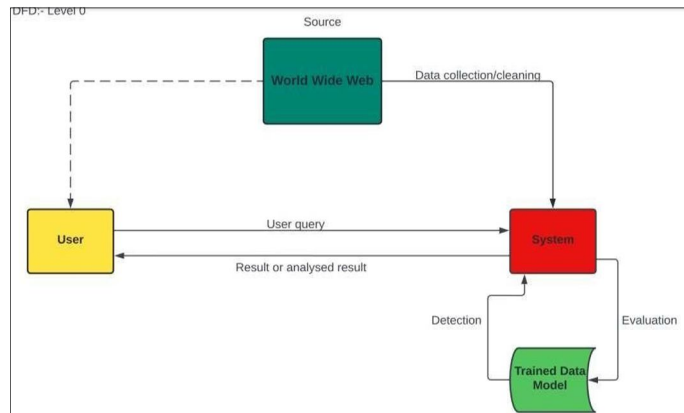 DFD:- Level 0
Source
World Wide Web
Data collection/cleaning
User query
User
System
Result or analysed result
Detection
Evaluation
Trained Data
Model